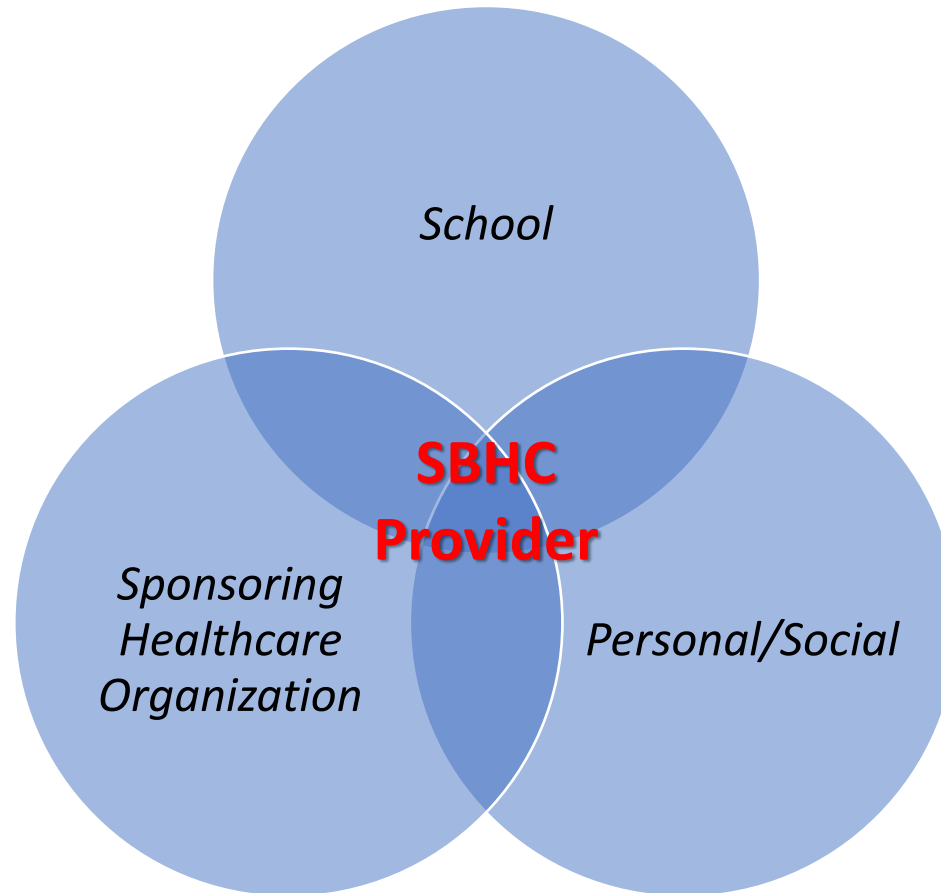 School
SBHC
Provider
Sponsoring
Healthcare
Organization
Personal/Social